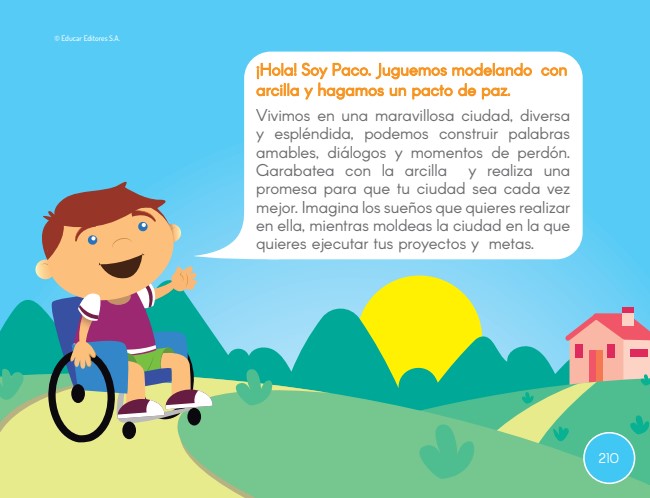 © Educar Editores S.A.
¡Hola! Soy Paco. Juguemos modelando con
arcilla y hagamos un pacto de paz.
Vivimos en una maravillosa ciudad, diversa
y espléndida, podemos construir palabras
amables, diálogos y momentos de perdón.
Garabatea con la arcilla y realiza una
promesa para que tu ciudad sea cada vez
mejor. Imagina los sueños que quieres realizar
en ella, mientras moldeas la ciudad en la que
quieres ejecutar tus proyectos y metas.
210